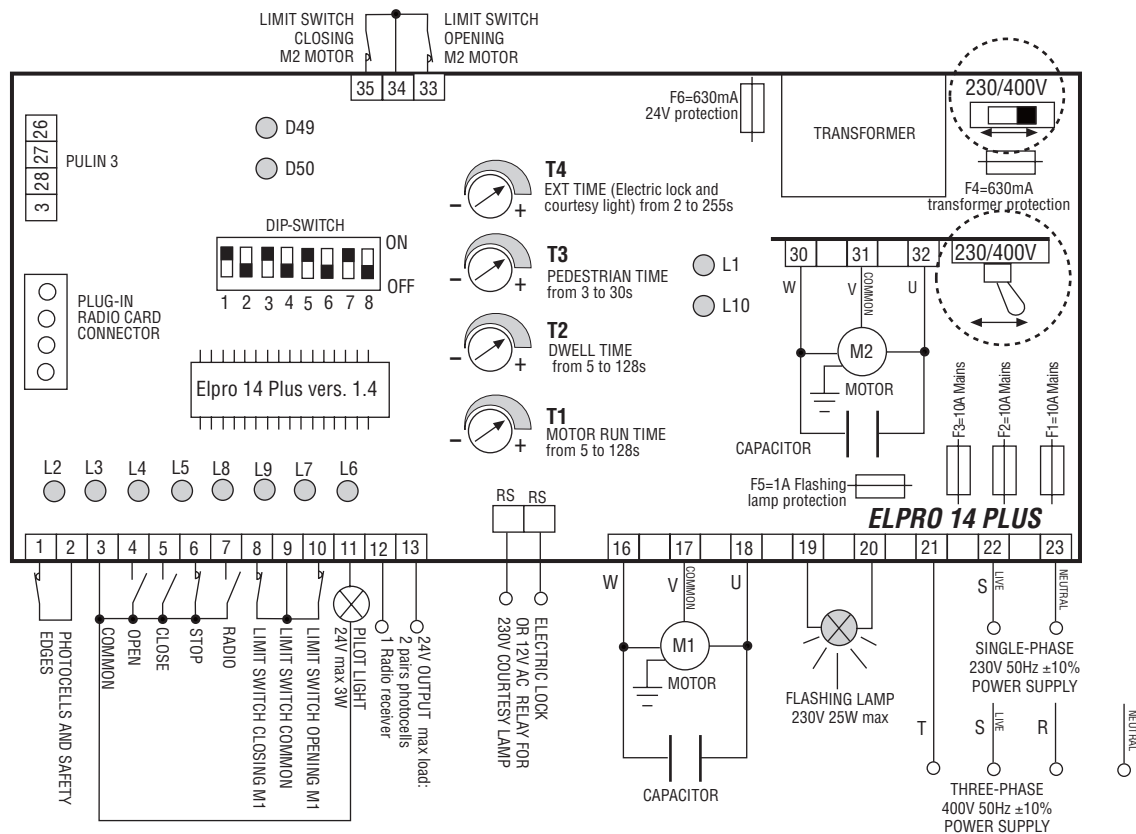 LIMIT SWITCH
CLOSING
M2 MOTOR
LIMIT SWITCH
OPENING
M2 MOTOR
35 34 33
F6=630mA
24V protection
TRANSFORMER
230/400V
F4=630mA
transformer protection
26
27
28
3
PULIN 3
D49
D50
DIP-SWITCH
ON
OFF
1 2 3 4 5 6 7 8
PLUG-IN
RADIO CARD
CONNECTOR
Elpro 14 Plus vers. 1.4
T4
EXT TIME (Electric lock and
courtesy light) from 2 to 255s
- +
T3
PEDESTRIAN TIME
from 3 to 30s
- +
T2
DWELL TIME
from 5 to 128s
- +
T1
MOTOR RUN TIME
from 5 to 128s
- +
L1
L10
30 31 32
230/400V
W
V
COMMON
U
M2
MOTOR
CAPACITOR
F3=10A Mains
F2=10A Mains
F1=10A Mains
F5=1A Flashing
lamp protection
ELPRO 14 PLUS
L2 L3 L4 L5 L8 L9 L7 L6
RS RS
1 2 3 4 5 6 7 8 9 10 11 12 13
16 17 18 19 20 21 22 23
PHOTOCELLS AND SAFETY
EDGES
COMMON
OPEN
CLOSE
STOP
RADIO
LIMIT SWITCH CLOSING M1
LIMIT SWITCH COMMON
LIMIT SWITCH OPENING M1
PILOT LIGHT
24V max 3W
24V OUTPUT max load:
2 pairs photocells
1 Radio receiver
ELECTRIC LOCK
OR 12V AC RELAY FOR
230V COURTESY LAMP
W
V
COMMON
U
M1
MOTOR
CAPACITOR
FLASHING LAMP
230V 25W max
S
LIVE
NEUTRAL
SINGLE-PHASE
230V 50Hz ±10%
POWER SUPPLY
T
S
LIVE
R
NEUTRAL
THREE-PHASE
400V 50Hz ±10%
POWER SUPPLY